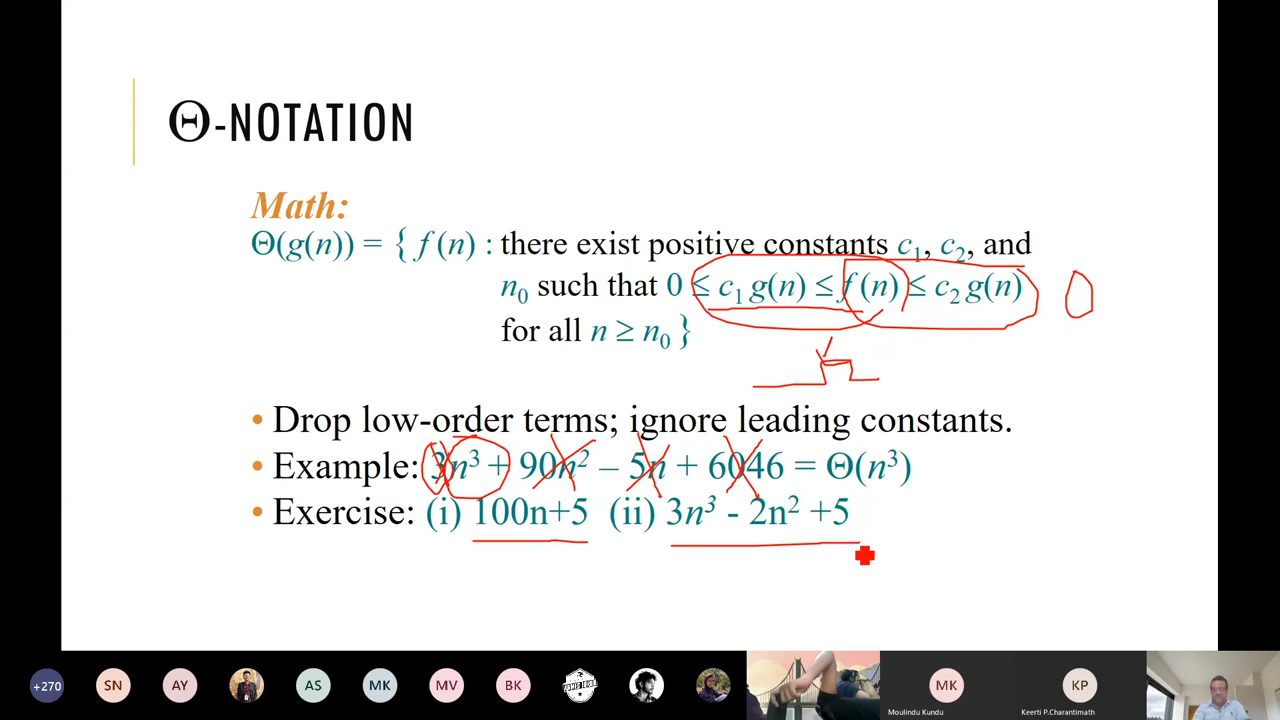 Θ-NOTATION
Math:
Θ(g(n)) = { f(n) : there exist positive constants c₁, c₂, and
n₀ such that 0 ≤ c₁ g(n) ≤ f(n) ≤ c₂ g(n)
for all n ≥ n₀ }
• Drop low-order terms; ignore leading constants.
• Example: 3n³ + 90n² – 5n + 6046 = Θ(n³)
• Exercise: (i) 100n+5 (ii) 3n³ - 2n² +5
+270 SN AY AS MK MV BK MK KP
Moulindu Kundu Keerti P.Charantimath